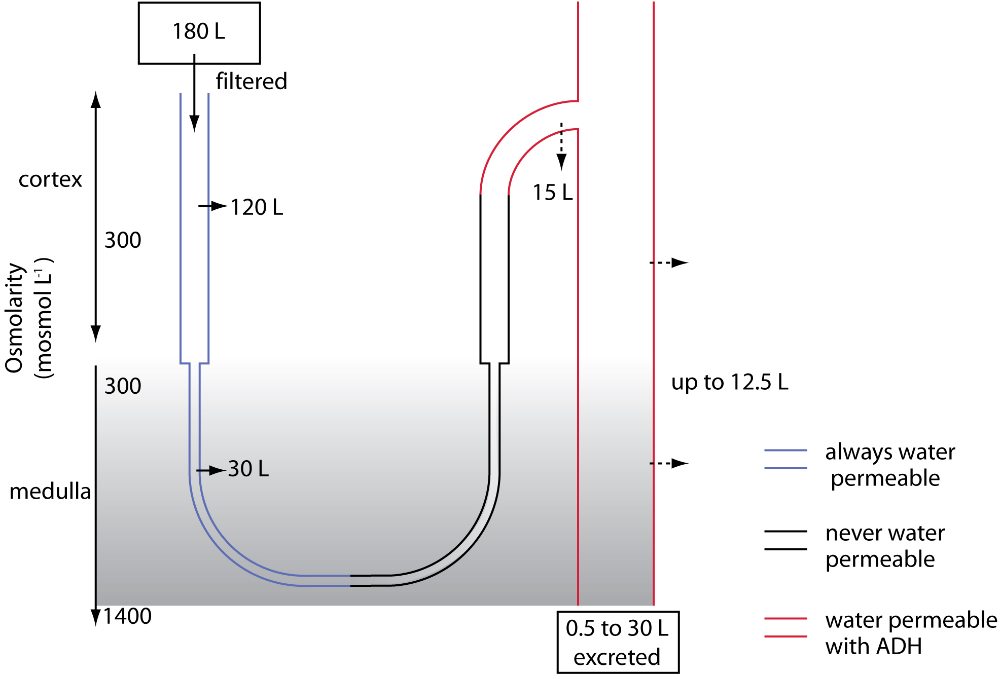 180 L
filtered
cortex
120 L
15 L
300
Osmolarity
(mosmol L⁻¹)
300
up to 12.5 L
30 L
medulla
1400
0.5 to 30 L
excreted
always water
permeable
never water
permeable
water permeable
with ADH